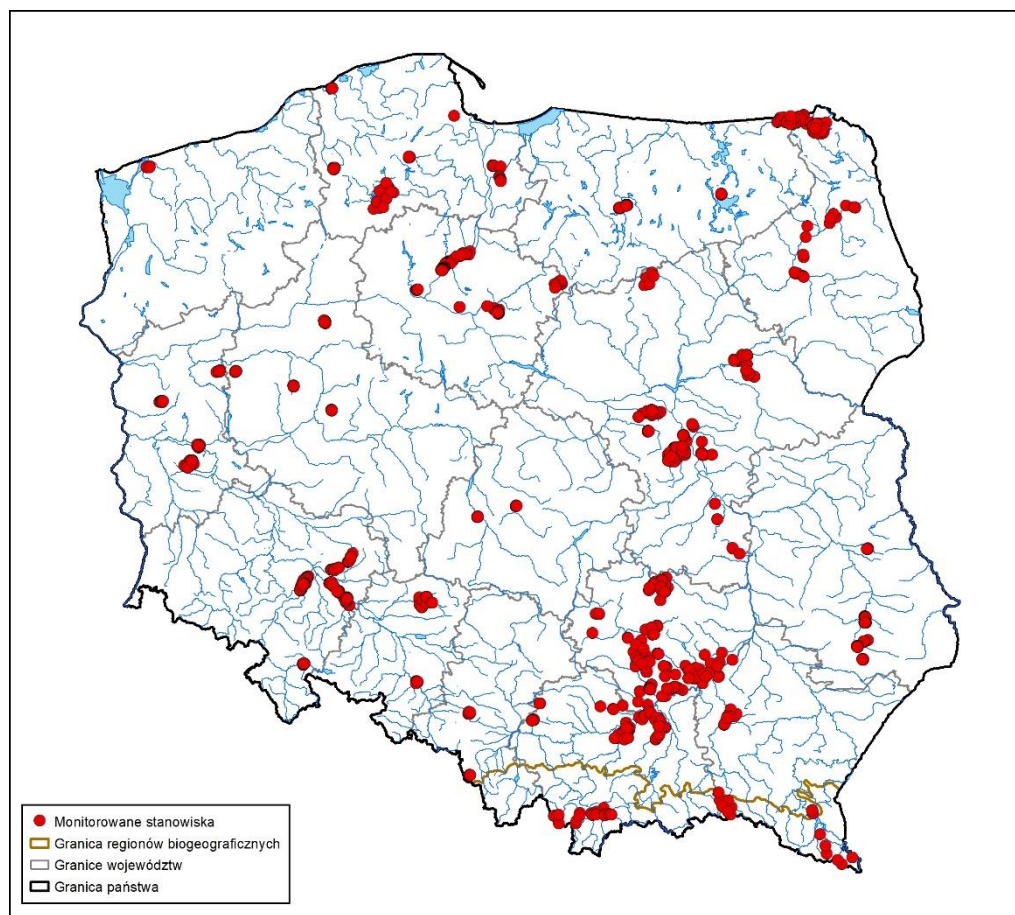 Monitorowane stanowiska
Granica regionów biogeograficznych
Granice województw
Granica państwa